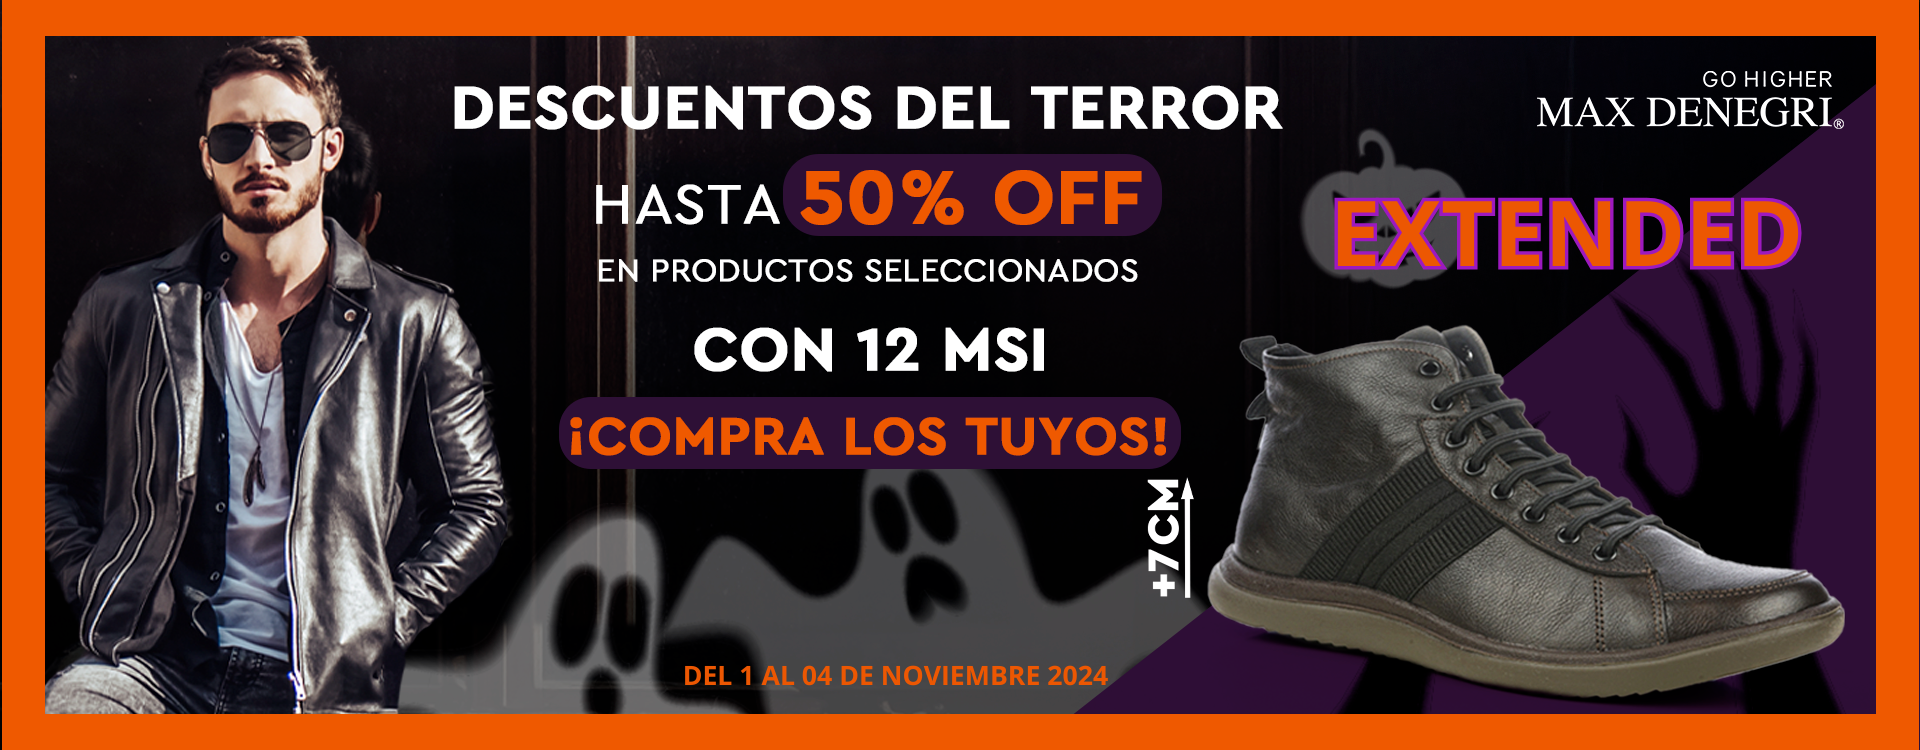 DESCUENTOS DEL TERROR
HASTA 50% OFF
EN PRODUCTOS SELECCIONADOS
CON 12 MSI
¡COMPRA LOS TUYOS!
DEL 1 AL 04 DE NOVIEMBRE 2024
GO HIGHER
MAX DENEGRI®
EXTENDED
+7CM